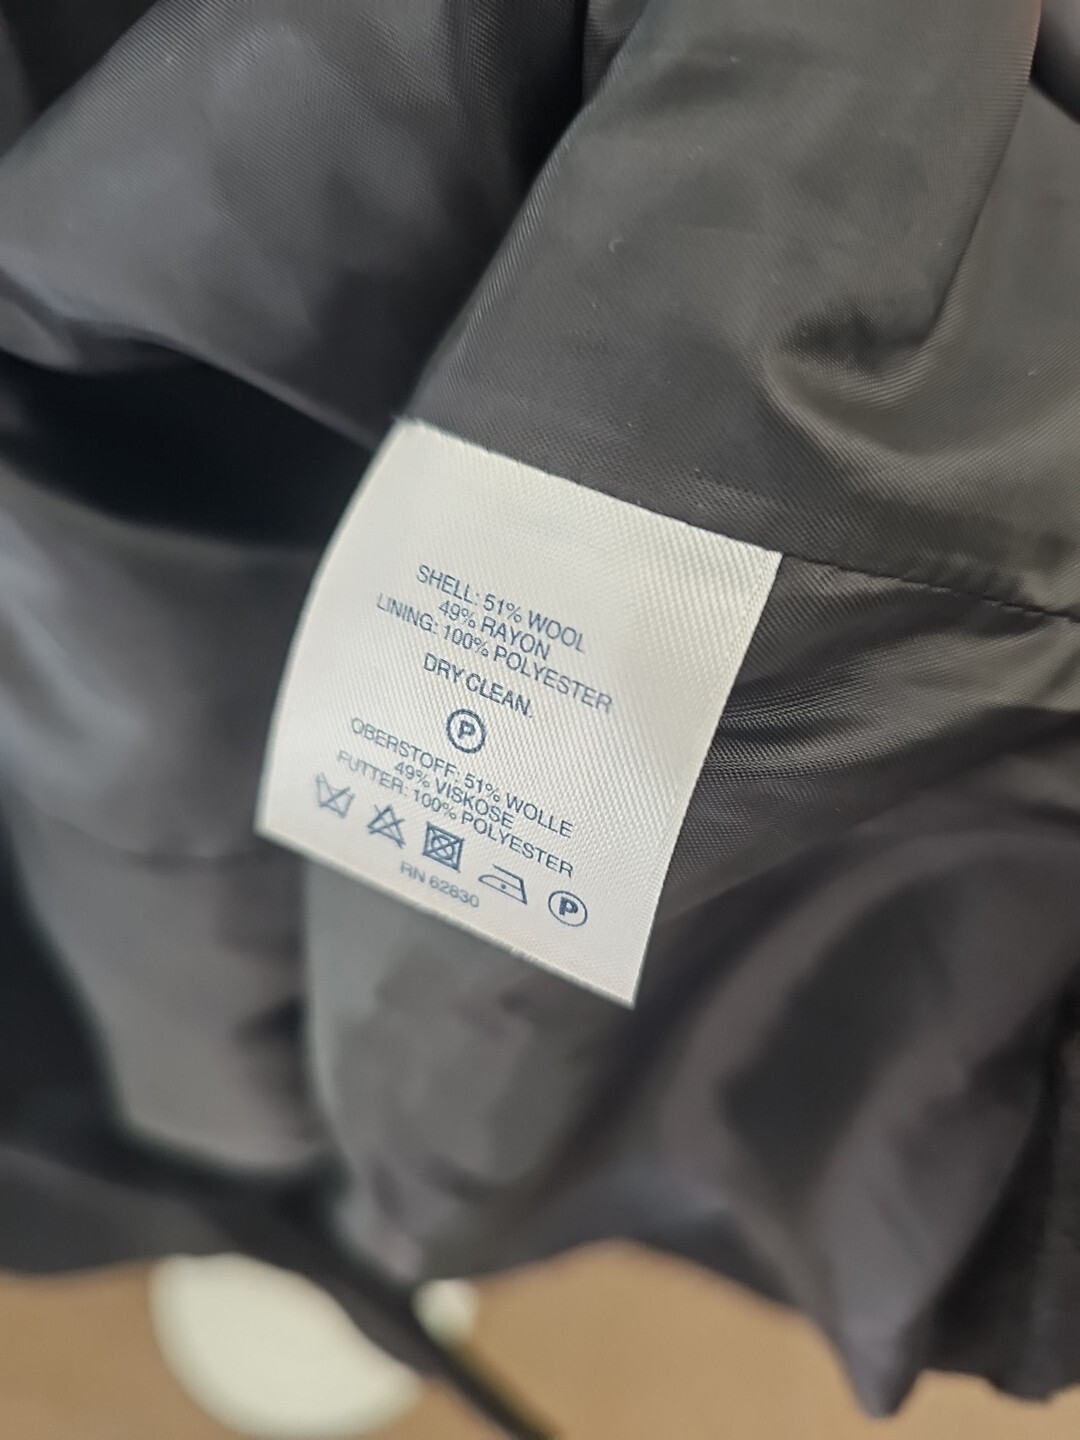 SHELL: 51% WOOL
49% RAYON
LINING: 100% POLYESTER
DRY CLEAN.
P
OBERSTOFF: 51% WOLLE
49% VISKOSE
FUTTER: 100% POLYESTER
P
RN 62830